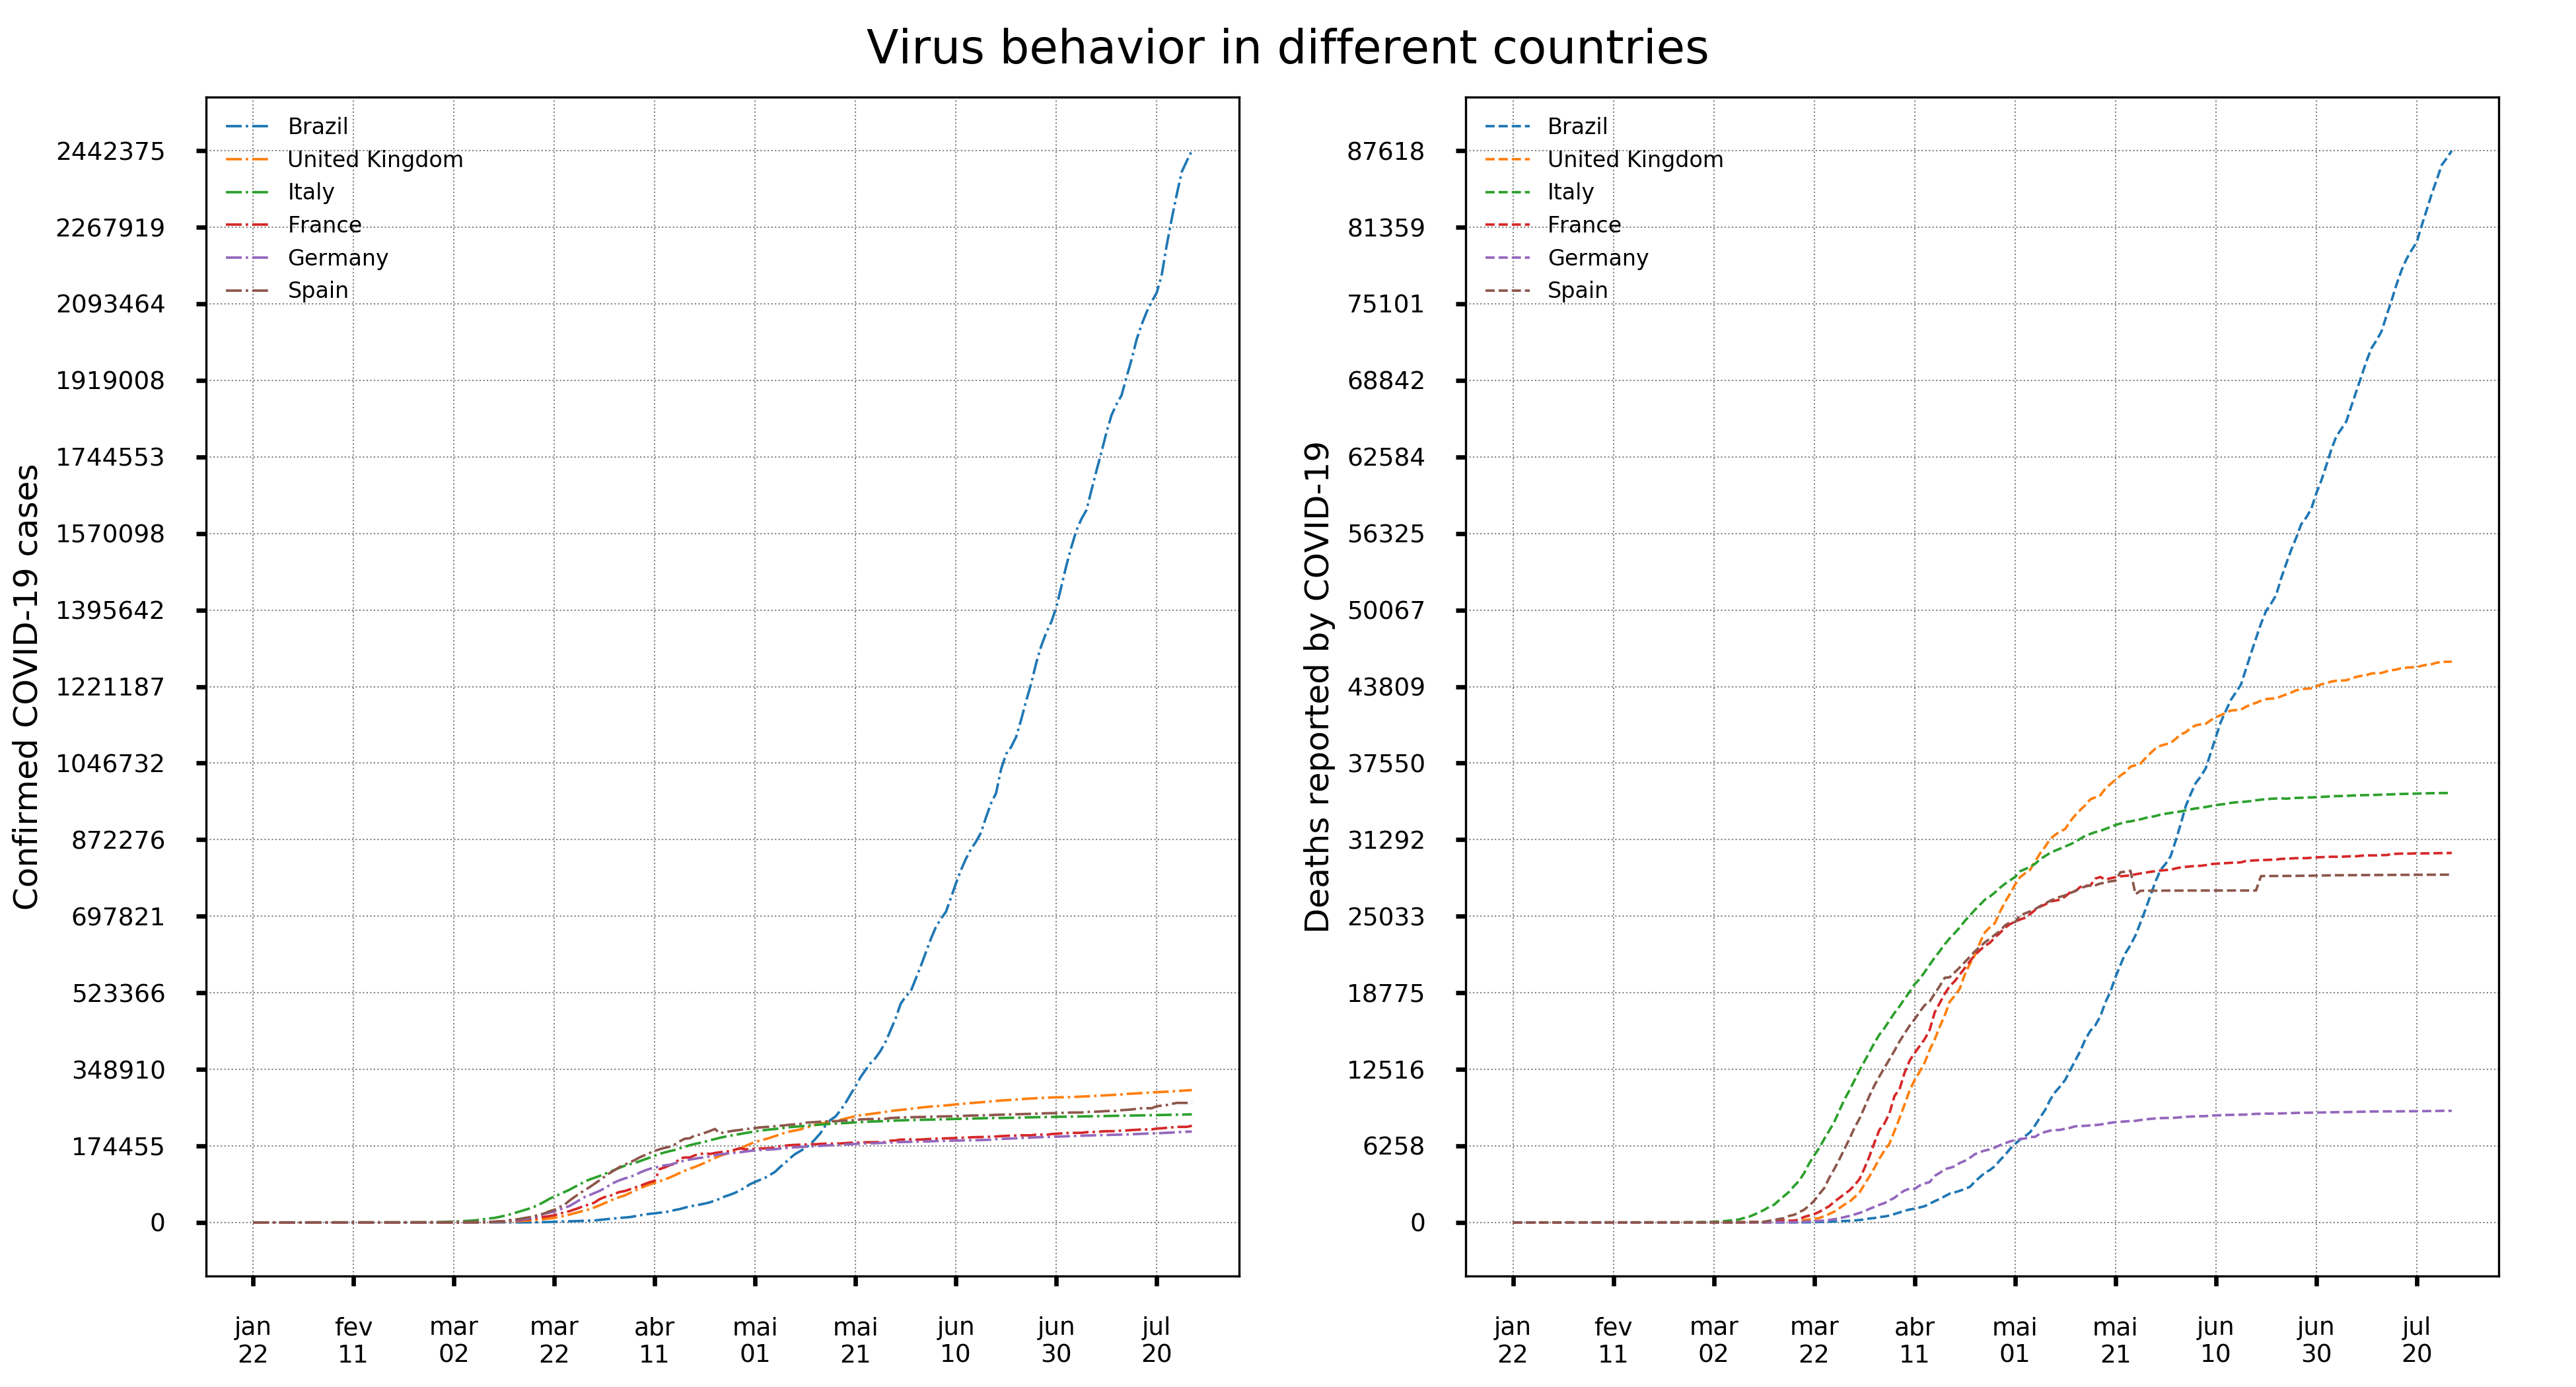 Virus behavior in different countries
Confirmed COVID-19 cases
2442375
2267919
2093464
1919008
1744553
1570098
1395642
1221187
1046732
872276
697821
523366
348910
174455
0
Brazil
United Kingdom
Italy
France
Germany
Spain
jan fev mar mar abr mai mai jun jun jul
22 11 02 22 11 01 21 10 30 20
Deaths reported by COVID-19
87618
81359
75101
68842
62584
56325
50067
43809
37550
31292
25033
18775
12516
6258
0
Brazil
United Kingdom
Italy
France
Germany
Spain
jan fev mar mar abr mai mai jun jun jul
22 11 02 22 11 01 21 10 30 20